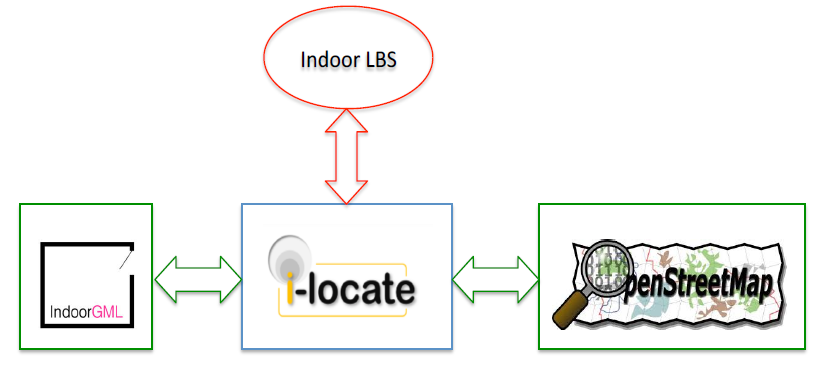 Indoor LBS
IndoorGML
i-locate
OpenStreetMap